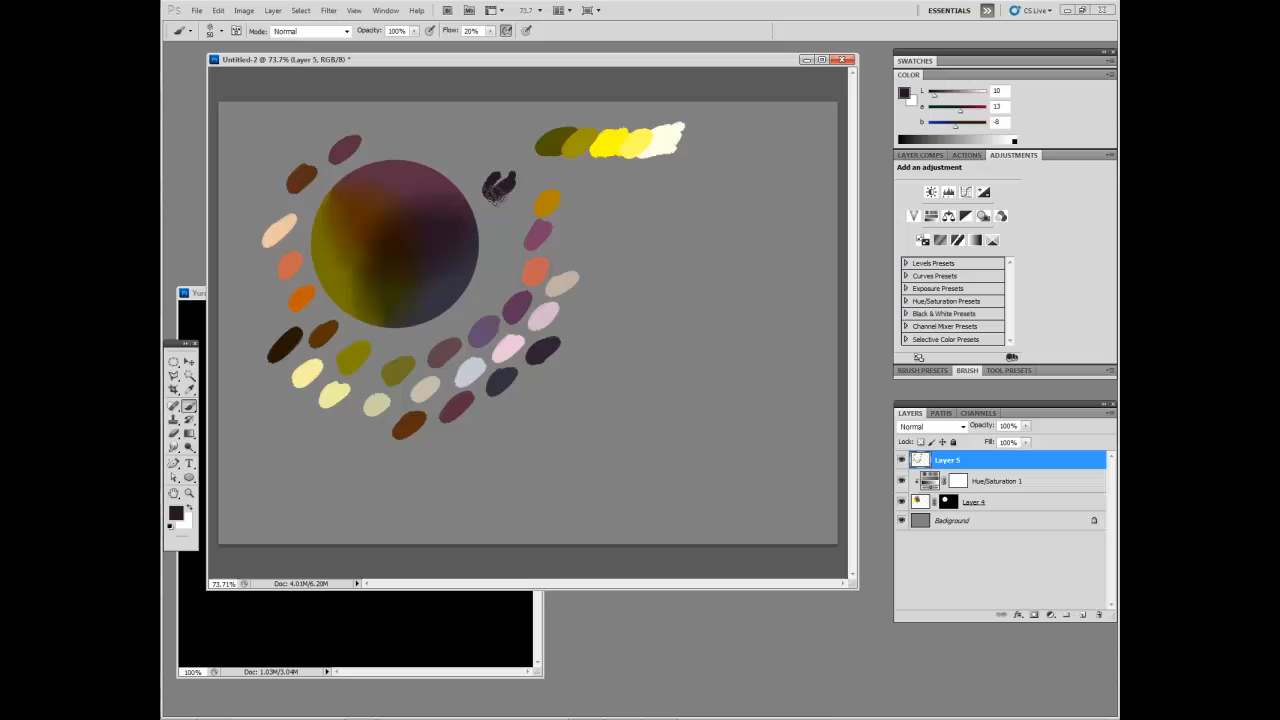 Ps File Edit Image Layer Select Filter View Window Help 73.7 ESSENTIALS CS Live
50 Mode: Normal Opacity: 100% Flow: 20%
Untitled-2 @ 73.7% (Layer 5, RGB/8) *
SWATCHES
COLOR
L 10
a 13
b -8
LAYER COMPS ACTIONS ADJUSTMENTS
Add an adjustment
Levels Presets
Curves Presets
Exposure Presets
Hue/Saturation Presets
Black & White Presets
Channel Mixer Presets
Selective Color Presets
BRUSH PRESETS BRUSH TOOL PRESETS
LAYERS PATHS CHANNELS
Normal Opacity: 100%
Lock: Fill: 100%
Layer 5
Hue/Saturation 1
Layer 4
Background
73.71% Doc: 4.01M/6.20M
100% Doc: 1.03M/3.04M